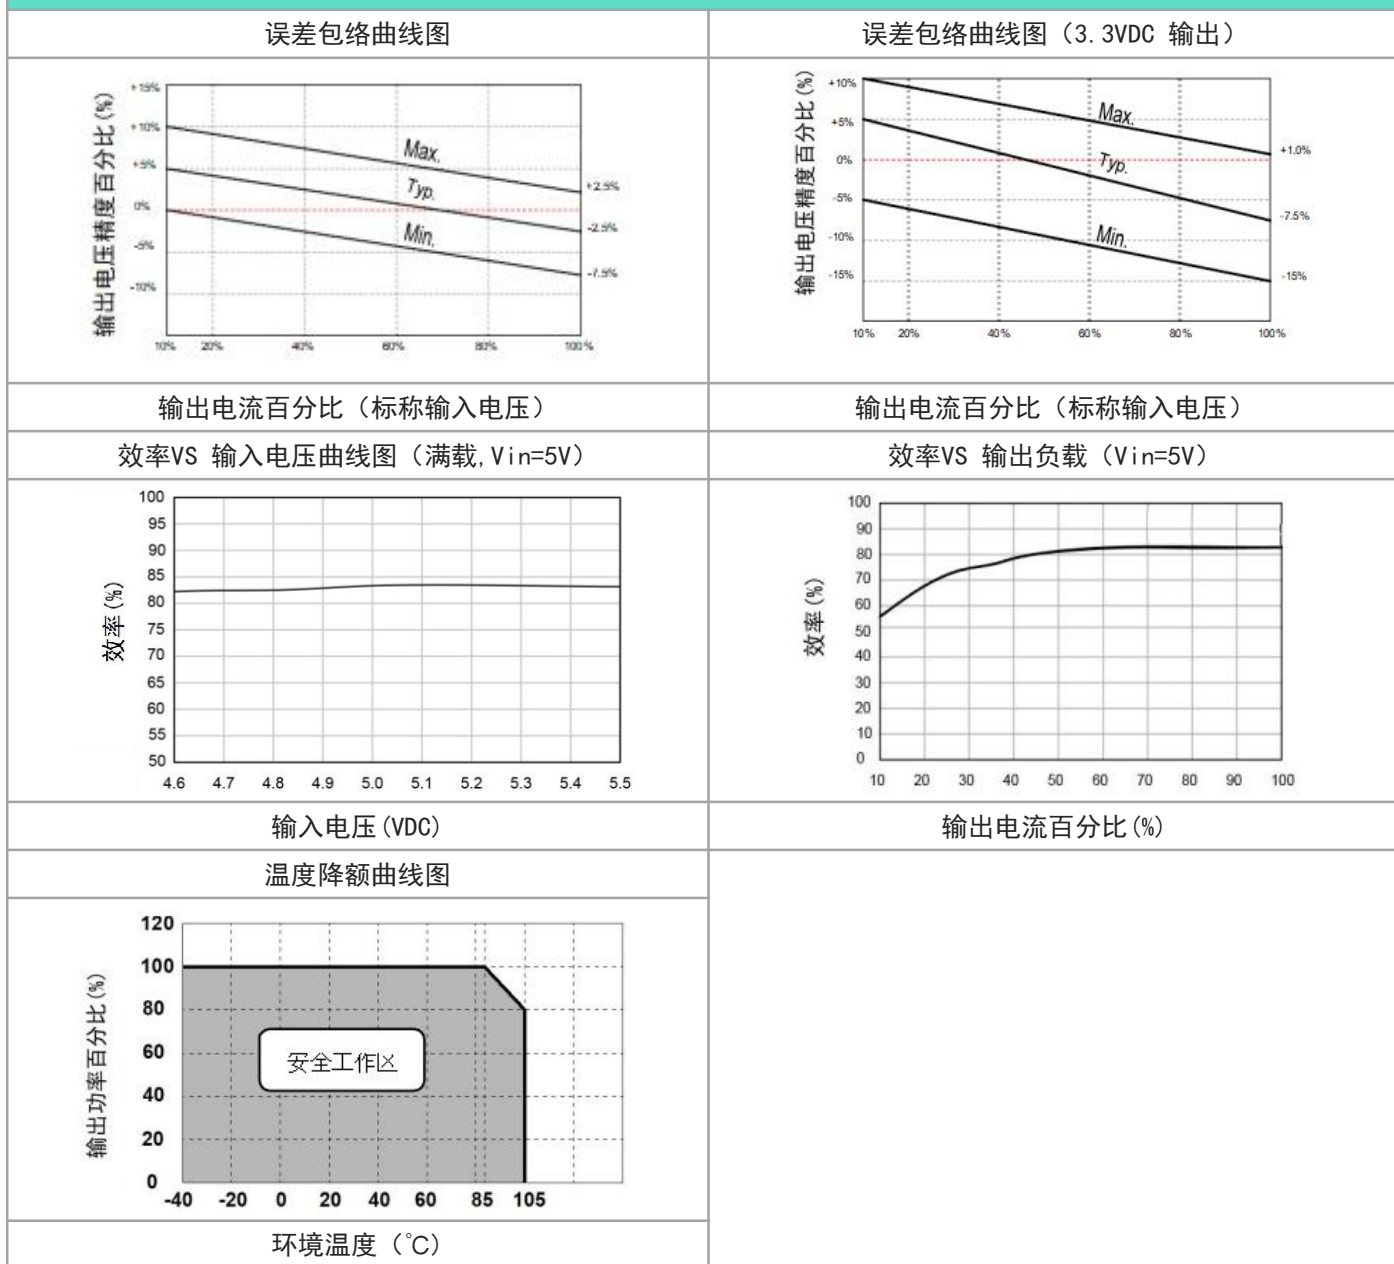 误差包络曲线图
误差包络曲线图（3.3VDC 输出）
输出电压精度百分比(%)
+15%
+10%
+5%
0%
-5%
-10%
Max.
Typ.
Min.
+2.5%
-2.5%
-7.5%
10% 20% 40% 60% 80% 100%
输出电压精度百分比(%)
+10%
+5%
0%
-5%
-10%
-15%
Max.
Typ.
Min.
+1.0%
-7.5%
-15%
10% 20% 40% 60% 80% 100%
输出电流百分比（标称输入电压）
输出电流百分比（标称输入电压）
效率VS 输入电压曲线图（满载,Vin=5V）
效率VS 输出负载（Vin=5V）
效率(%)
100
95
90
85
80
75
70
65
60
55
50
4.6 4.7 4.8 4.9 5.0 5.1 5.2 5.3 5.4 5.5
效率(%)
100
90
80
70
60
50
40
30
20
10
0
10 20 30 40 50 60 70 80 90 100
输入电压(VDC)
输出电流百分比(%)
温度降额曲线图
输出功率百分比(%)
120
100
80
60
40
20
0
安全工作区
-40 -20 0 20 40 60 85 105
环境温度（℃）